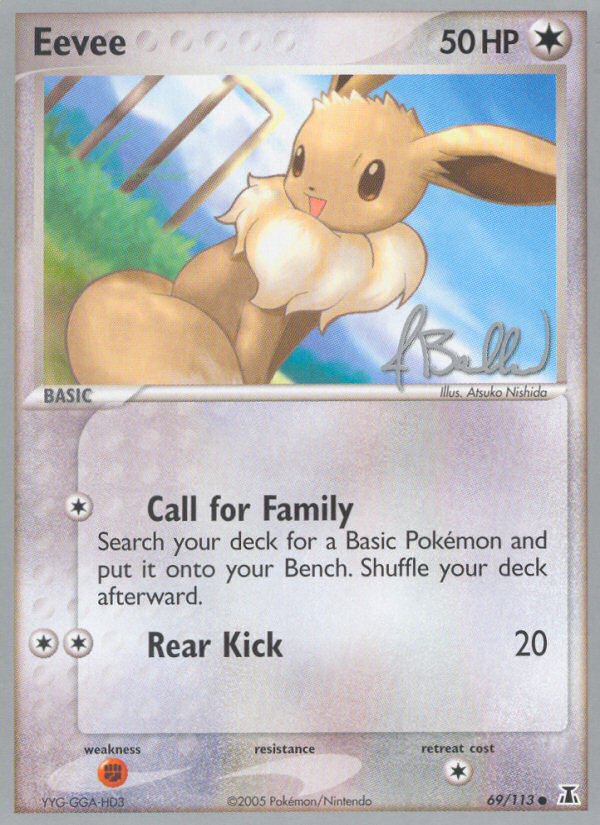 Eevee 50 HP
Illus. Atsuko Nishida
BASIC
Call for Family
Search your deck for a Basic Pokémon and
put it onto your Bench. Shuffle your deck
afterward.
Rear Kick 20
weakness resistance retreat cost
YYG-GGA-HD3 ©2005 Pokémon/Nintendo 69/113